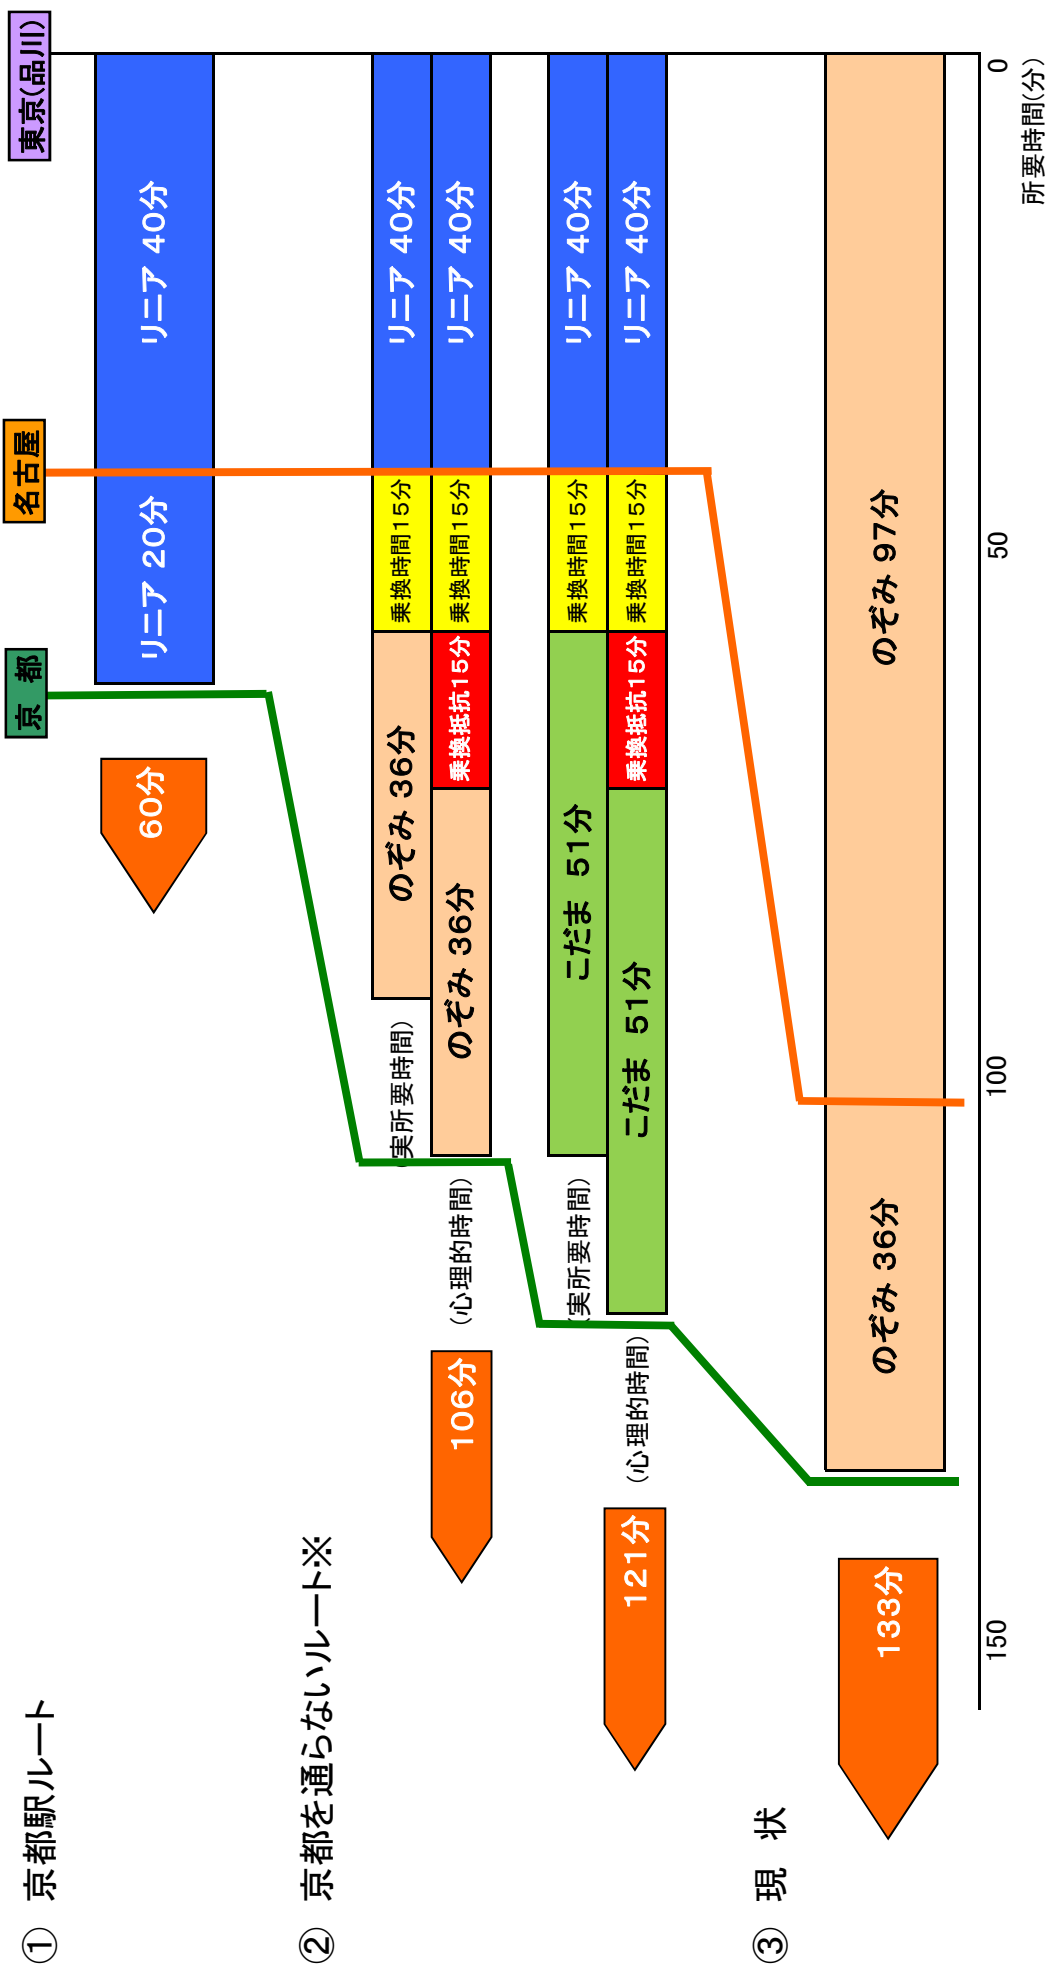 ① 京都駅ルート
京 都
名古屋
東京(品川)
リニア 20分
リニア 40分
60分
② 京都を通らないルート※
のぞみ 36分
乗換時間15分
リニア 40分
(実所要時間)
のぞみ 36分
乗換抵抗15分
乗換時間15分
リニア 40分
(心理的時間)
106分
こだま 51分
乗換時間15分
リニア 40分
(実所要時間)
こだま 51分
乗換抵抗15分
乗換時間15分
リニア 40分
(心理的時間)
121分
③ 現 状
133分
のぞみ 36分
のぞみ 97分
150
100
50
0
所要時間(分)